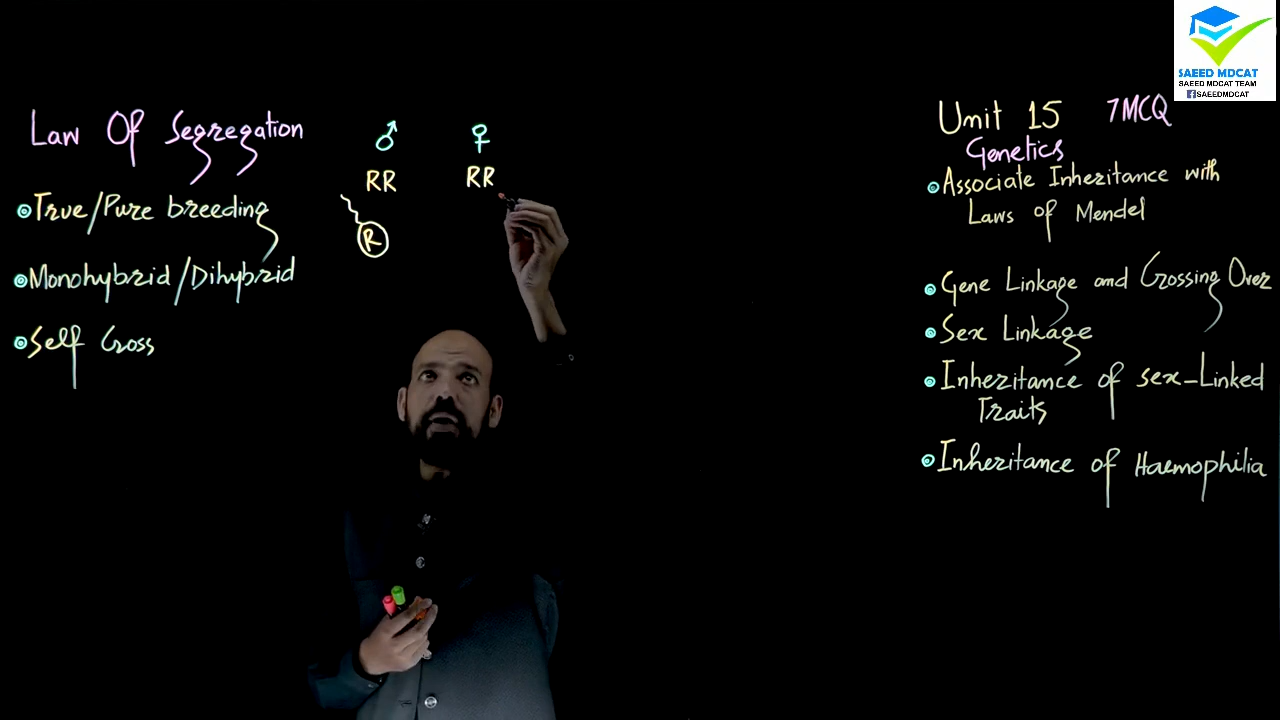 SAEED MDCAT
SAEED MDCAT TEAM
SAEEDMDCAT
Law Of Segregation
True/Pure breeding
Monohybrid/Dihybrid
Self Cross
♂ ♀
RR RR
R
Unit 15 7MCQ
Genetics
Associate Inheritance with
Laws of Mendel
Gene Linkage and Crossing Over
Sex Linkage
Inheritance of sex-Linked
Traits
Inheritance of Haemophilia